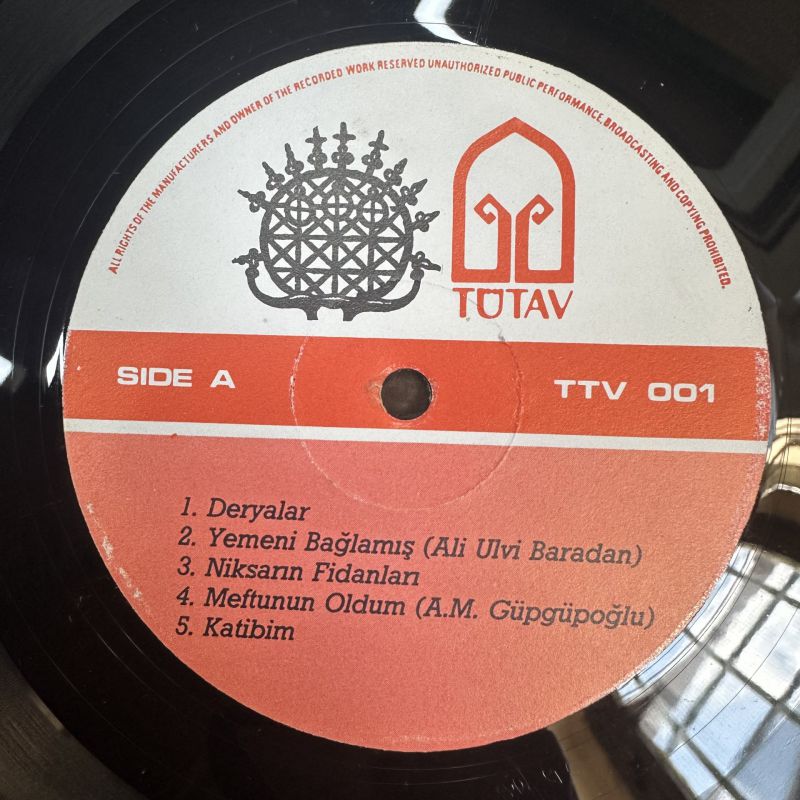 ALL RIGHTS OF THE MANUFACTURERS AND OWNER OF THE RECORDED WORK RESERVED UNAUTHORIZED PUBLIC PERFORMANCE, BROADCASTING AND COPYING PROHIBITED.
TÜTAV
SIDE A
TTV 001
1. Deryalar
2. Yemeni Bağlamış (Ali Ulvi Baradan)
3. Niksarın Fidanları
4. Meftunun Oldum (A.M. Güpgüpoğlu)
5. Katibim